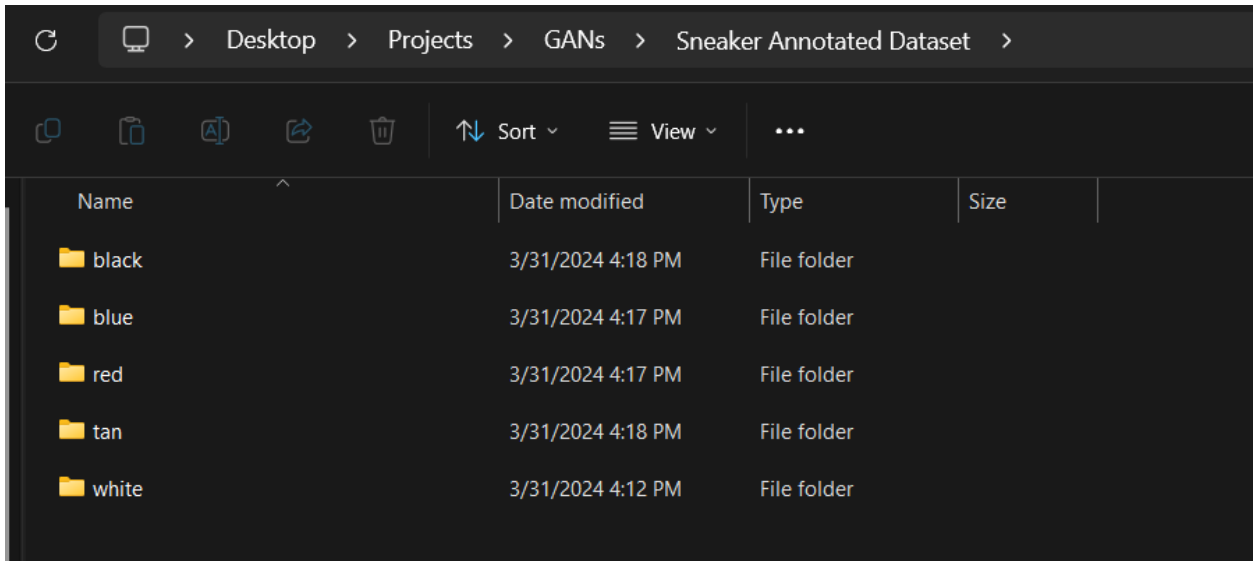 Desktop > Projects > GANs > Sneaker Annotated Dataset >
Sort View •••
Name Date modified Type Size
black 3/31/2024 4:18 PM File folder
blue 3/31/2024 4:17 PM File folder
red 3/31/2024 4:17 PM File folder
tan 3/31/2024 4:18 PM File folder
white 3/31/2024 4:12 PM File folder